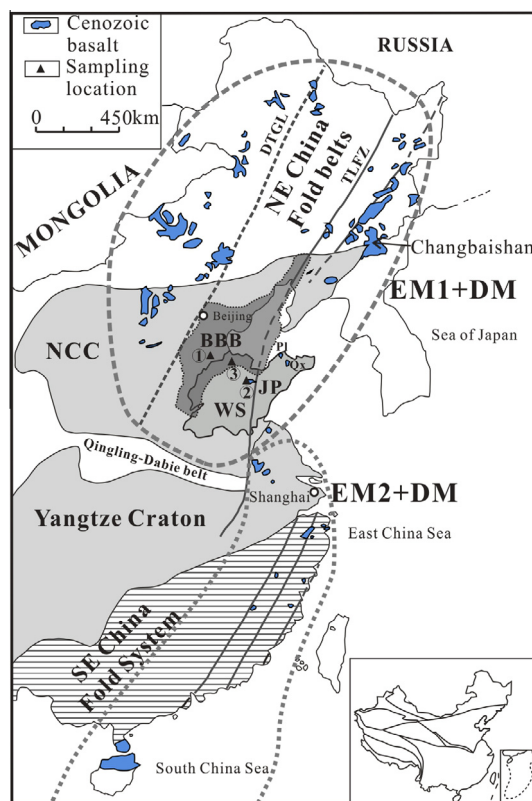 Cenozoic
basalt
Sampling
location
0 450km
RUSSIA
MONGOLIA
DTGL
NE China
Fold belts
TLFZ
Changbaishan
EM1+DM
Sea of Japan
Beijing
NCC
BBB
1
3
2
PJ
Qx
JP
WS
Qingling-Dabie belt
Shanghai
EM2+DM
Yangtze Craton
East China Sea
SE China
Fold System
South China Sea